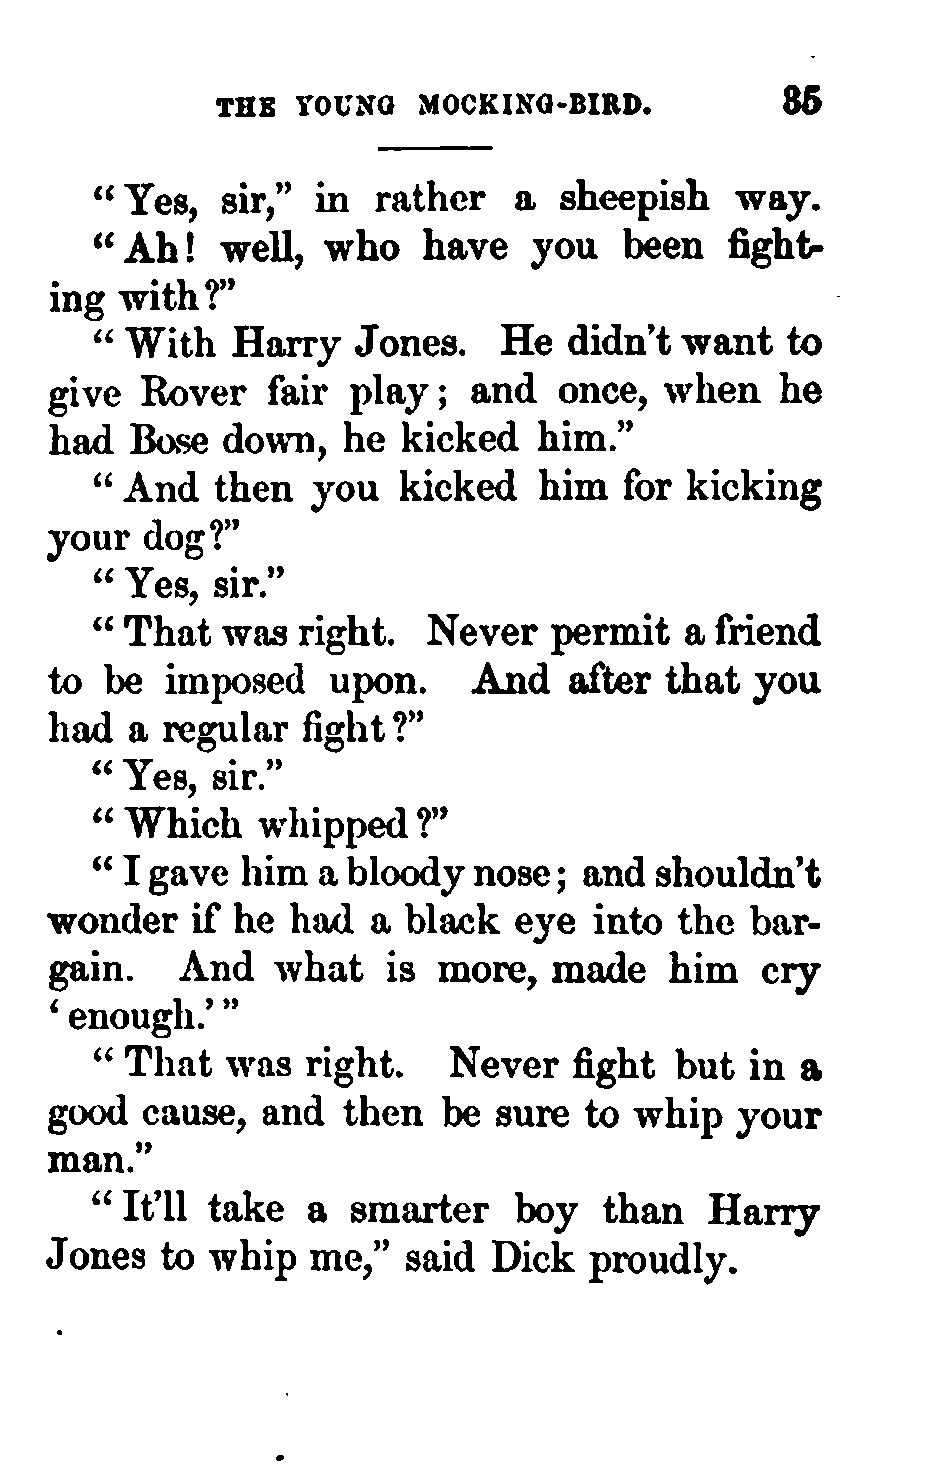 THE YOUNG MOCKING-BIRD. 35
"Yes, sir," in rather a sheepish way.
"Ah! well, who have you been fight-
ing with?"
"With Harry Jones. He didn't want to
give Rover fair play; and once, when he
had Bose down, he kicked him."
"And then you kicked him for kicking
your dog?"
"Yes, sir."
"That was right. Never permit a friend
to be imposed upon. And after that you
had a regular fight?"
"Yes, sir."
"Which whipped?"
"I gave him a bloody nose; and shouldn't
wonder if he had a black eye into the bar-
gain. And what is more, made him cry
'enough.'"
"That was right. Never fight but in a
good cause, and then be sure to whip your
man."
"It'll take a smarter boy than Harry
Jones to whip me," said Dick proudly.